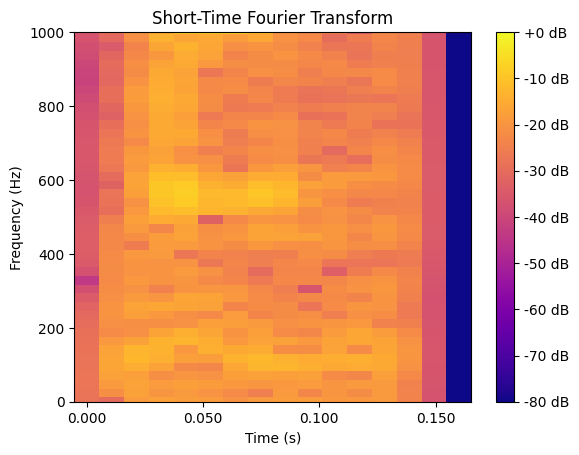 Short-Time Fourier Transform
Frequency (Hz)
1000
800
600
400
200
0
0.000
0.050
0.100
0.150
Time (s)
+0 dB
-10 dB
-20 dB
-30 dB
-40 dB
-50 dB
-60 dB
-70 dB
-80 dB